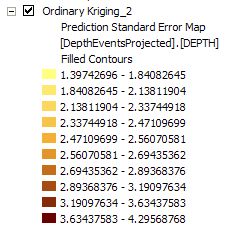 Ordinary Kriging_2
Prediction Standard Error Map
[DepthEventsProjected].[DEPTH]
Filled Contours
1.39742696 - 1.84082645
1.84082645 - 2.13811904
2.13811904 - 2.33744918
2.33744918 - 2.47109699
2.47109699 - 2.56070581
2.56070581 - 2.69435362
2.69435362 - 2.89368376
2.89368376 - 3.19097634
3.19097634 - 3.63437583
3.63437583 - 4.29568768